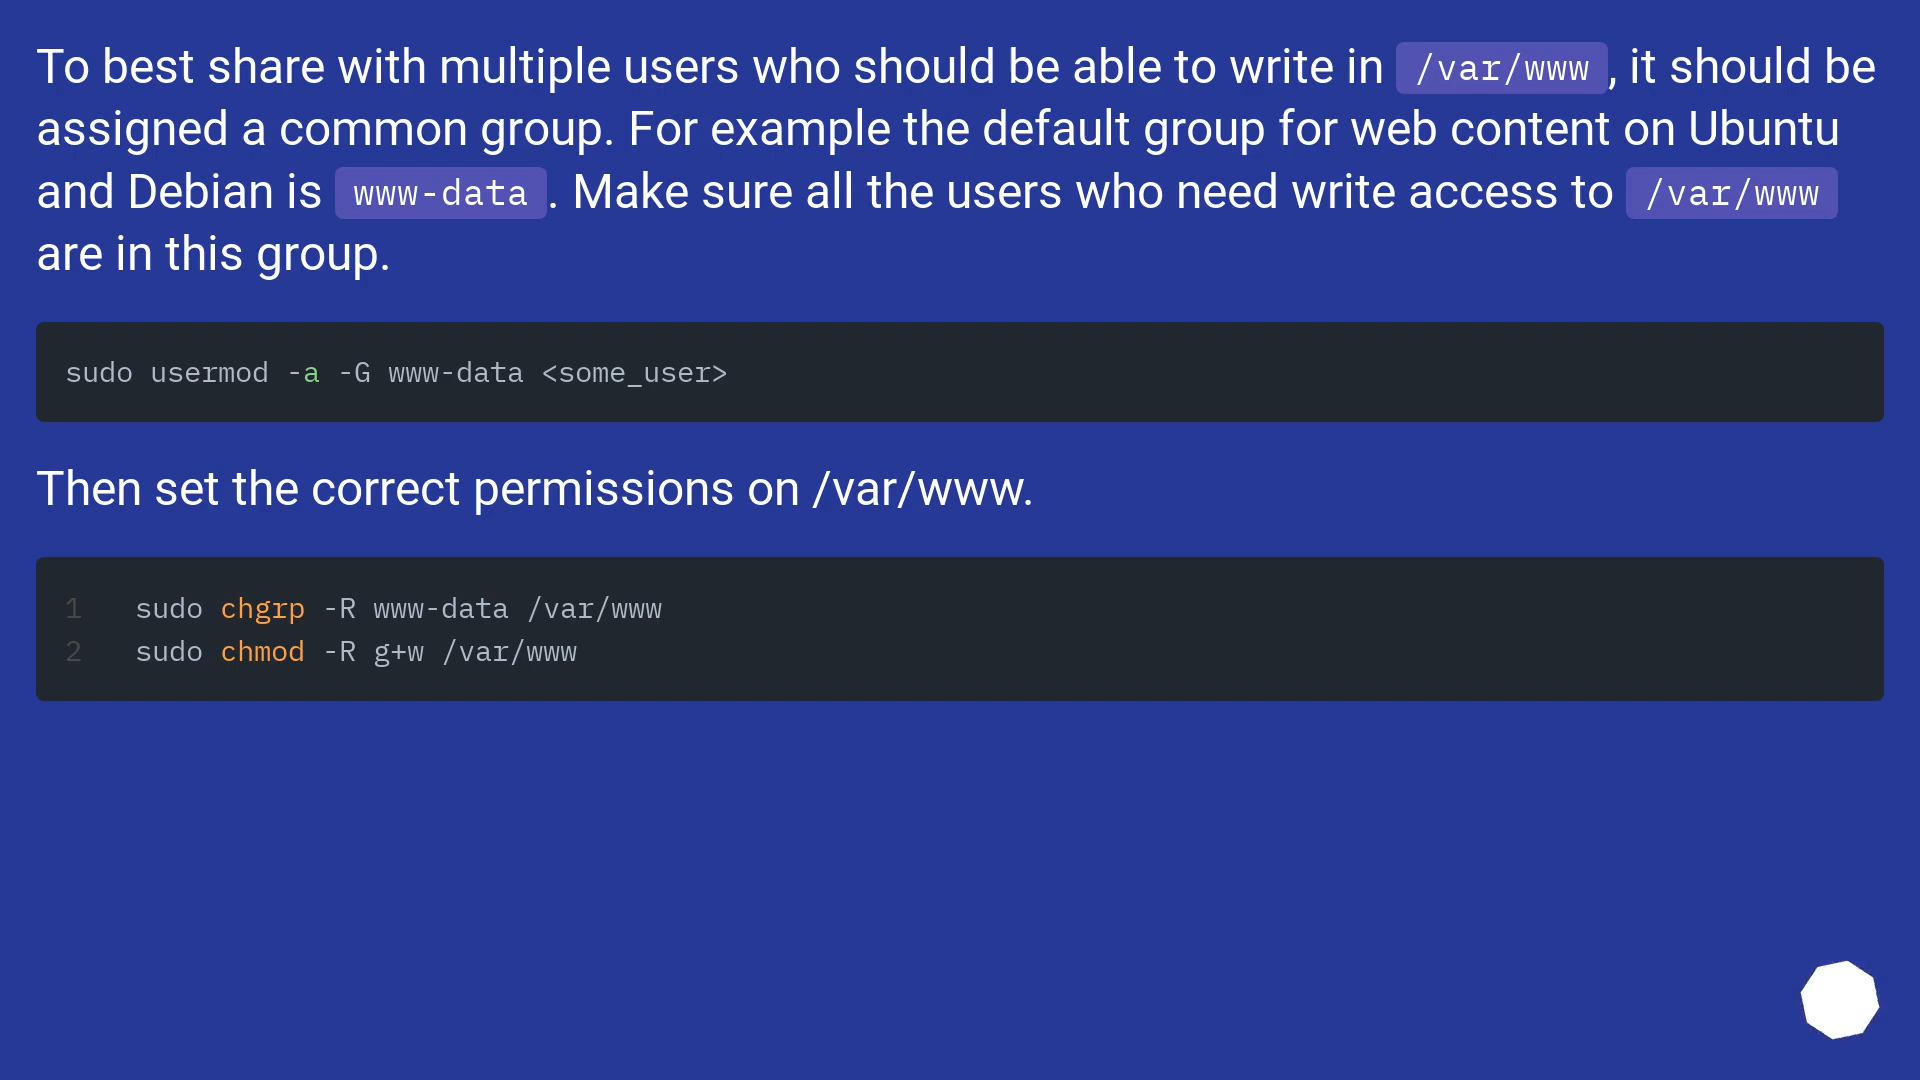 To best share with multiple users who should be able to write in /var/www, it should be
assigned a common group. For example the default group for web content on Ubuntu
and Debian is www-data. Make sure all the users who need write access to /var/www
are in this group.
sudo usermod -a -G www-data <some_user>
Then set the correct permissions on /var/www.
1 sudo chgrp -R www-data /var/www
2 sudo chmod -R g+w /var/www